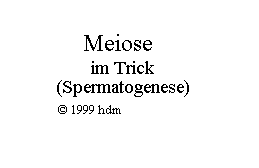 Meiose
im Trick
(Spermatogenese)
© 1999 hdm